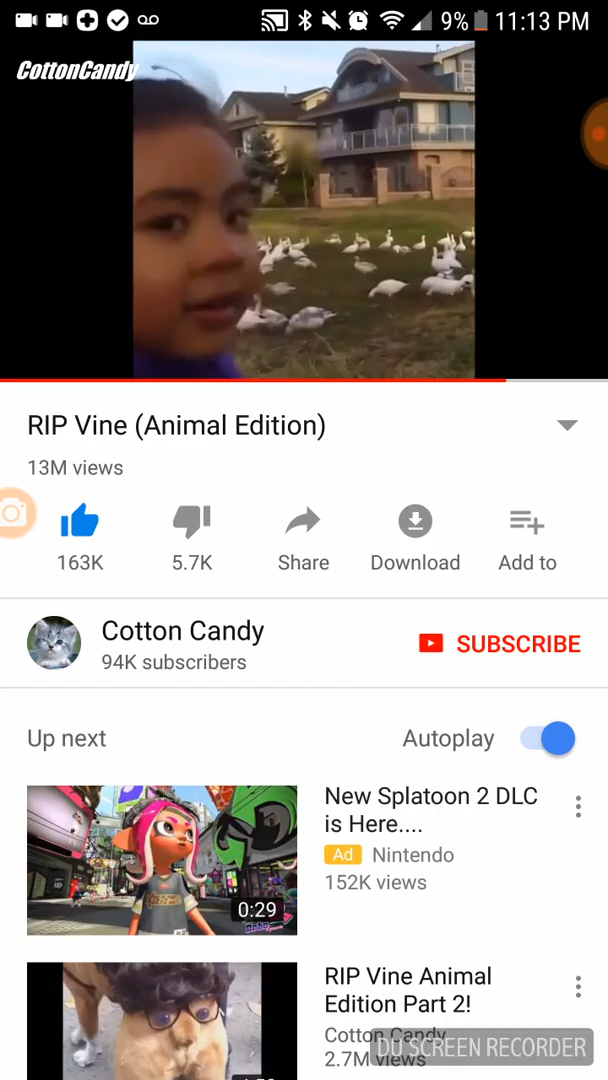 9% 11:13 PM
CottonCandy
RIP Vine (Animal Edition)
13M views
163K
5.7K
Share
Download
Add to
Cotton Candy
94K subscribers
SUBSCRIBE
Up next
Autoplay
New Splatoon 2 DLC
is Here....
Ad Nintendo
152K views
0:29
RIP Vine Animal
Edition Part 2!
Cotton Candy
2.7M views
DU SCREEN RECORDER